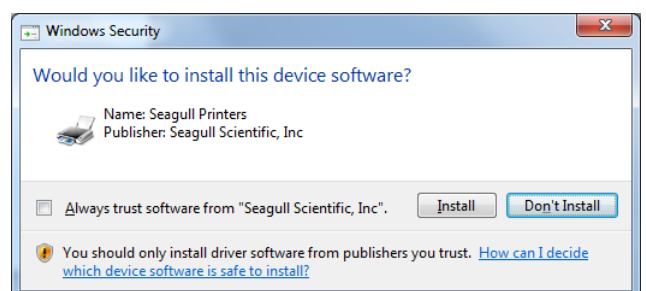 Windows Security
Would you like to install this device software?
Name: Seagull Printers
Publisher: Seagull Scientific, Inc
Always trust software from "Seagull Scientific, Inc".
Install
Don't Install
You should only install driver software from publishers you trust. How can I decide
which device software is safe to install?